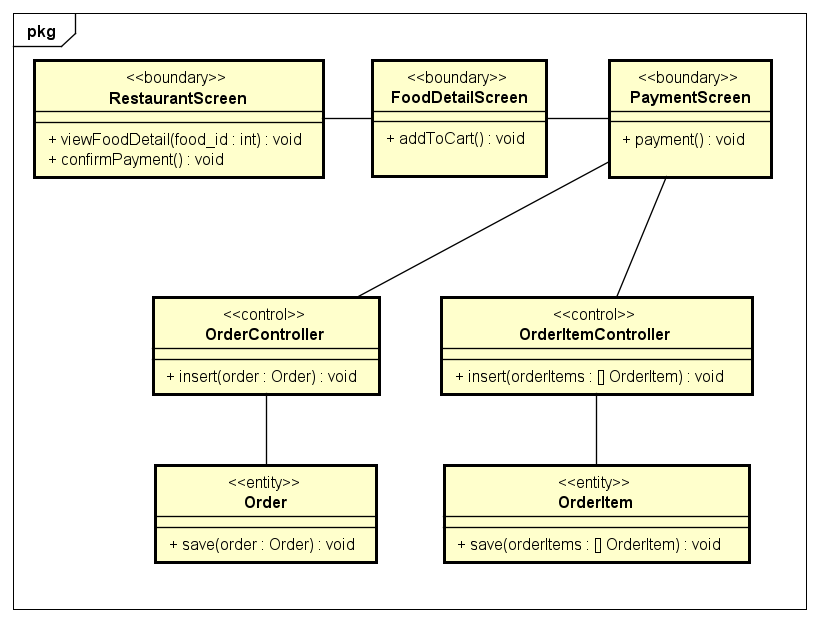 pkg
<<boundary>>
RestaurantScreen
+ viewFoodDetail(food_id : int) : void
+ confirmPayment() : void
<<boundary>>
FoodDetailScreen
+ addToCart() : void
<<boundary>>
PaymentScreen
+ payment() : void
<<control>>
OrderController
+ insert(order : Order) : void
<<control>>
OrderItemController
+ insert(orderItems : [] OrderItem) : void
<<entity>>
Order
+ save(order : Order) : void
<<entity>>
OrderItem
+ save(orderItems : [] OrderItem) : void